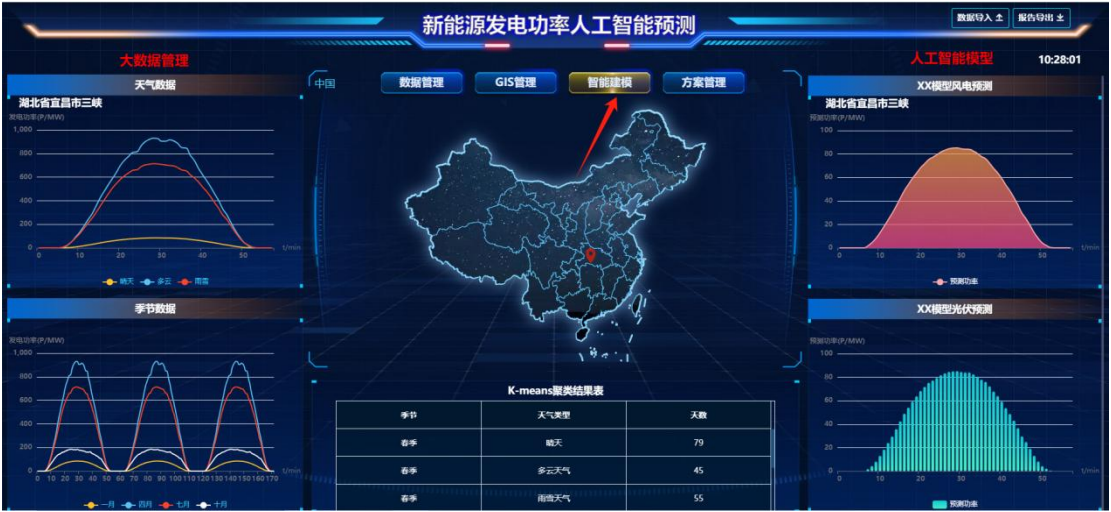 新能源发电功率人工智能预测
数据导入
报告导出
大数据管理
人工智能模型
10:28:01
天气数据
湖北省宜昌市三峡
发电功率(P/MW)
1,000
800
600
400
200
0
0 10 20 30 40 50
t/min
晴天 多云 雨雪
季节数据
发电功率(P/MW)
1,000
800
600
400
200
0
0 10 20 30 40 50 60 70 80 90 100 110 120 130 140 150 160 170
t/min
一月 四月 七月 十月
中国
数据管理
GIS管理
智能建模
方案管理
K-means聚类结果表
季节 天气类型 天数
春季 晴天 79
春季 多云天气 45
春季 雨雪天气 55
XX模型风电预测
湖北省宜昌市三峡
预测功率(P/MW)
100
80
60
40
20
0
0 10 20 30 40 50
t/min
预测功率
XX模型光伏预测
预测功率(P/MW)
100
80
60
40
20
0
0 10 20 30 40 50
t/min
预测功率